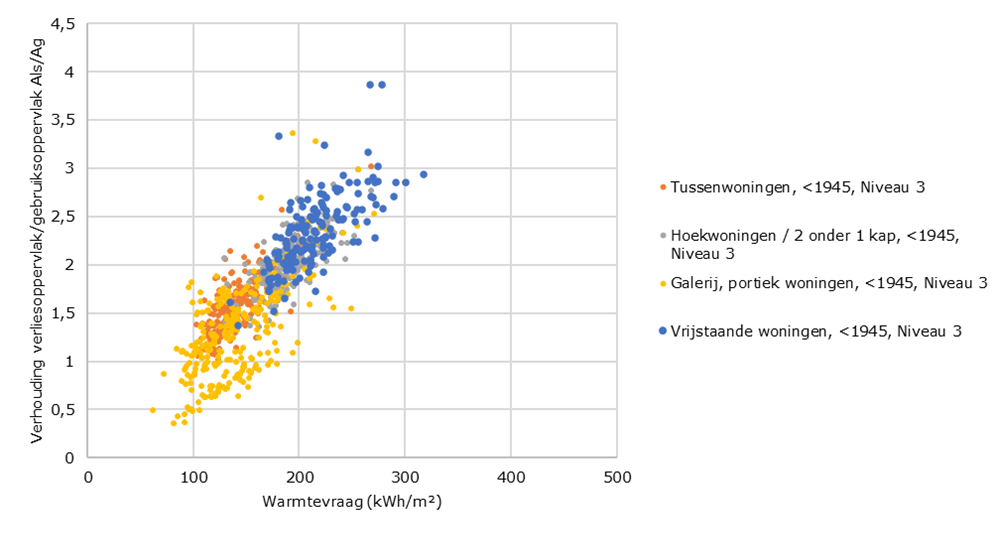 Verhouding verliesoppervlak/gebruiksoppervlak Als/Ag
4,5
4
3,5
3
2,5
2
1,5
1
0,5
0
0
100
200
300
400
500
Warmtevraag (kWh/m²)
Tussenwoningen, <1945, Niveau 3
Hoekwoningen / 2 onder 1 kap, <1945,
Niveau 3
Galerij, portiek woningen, <1945, Niveau 3
Vrijstaande woningen, <1945, Niveau 3